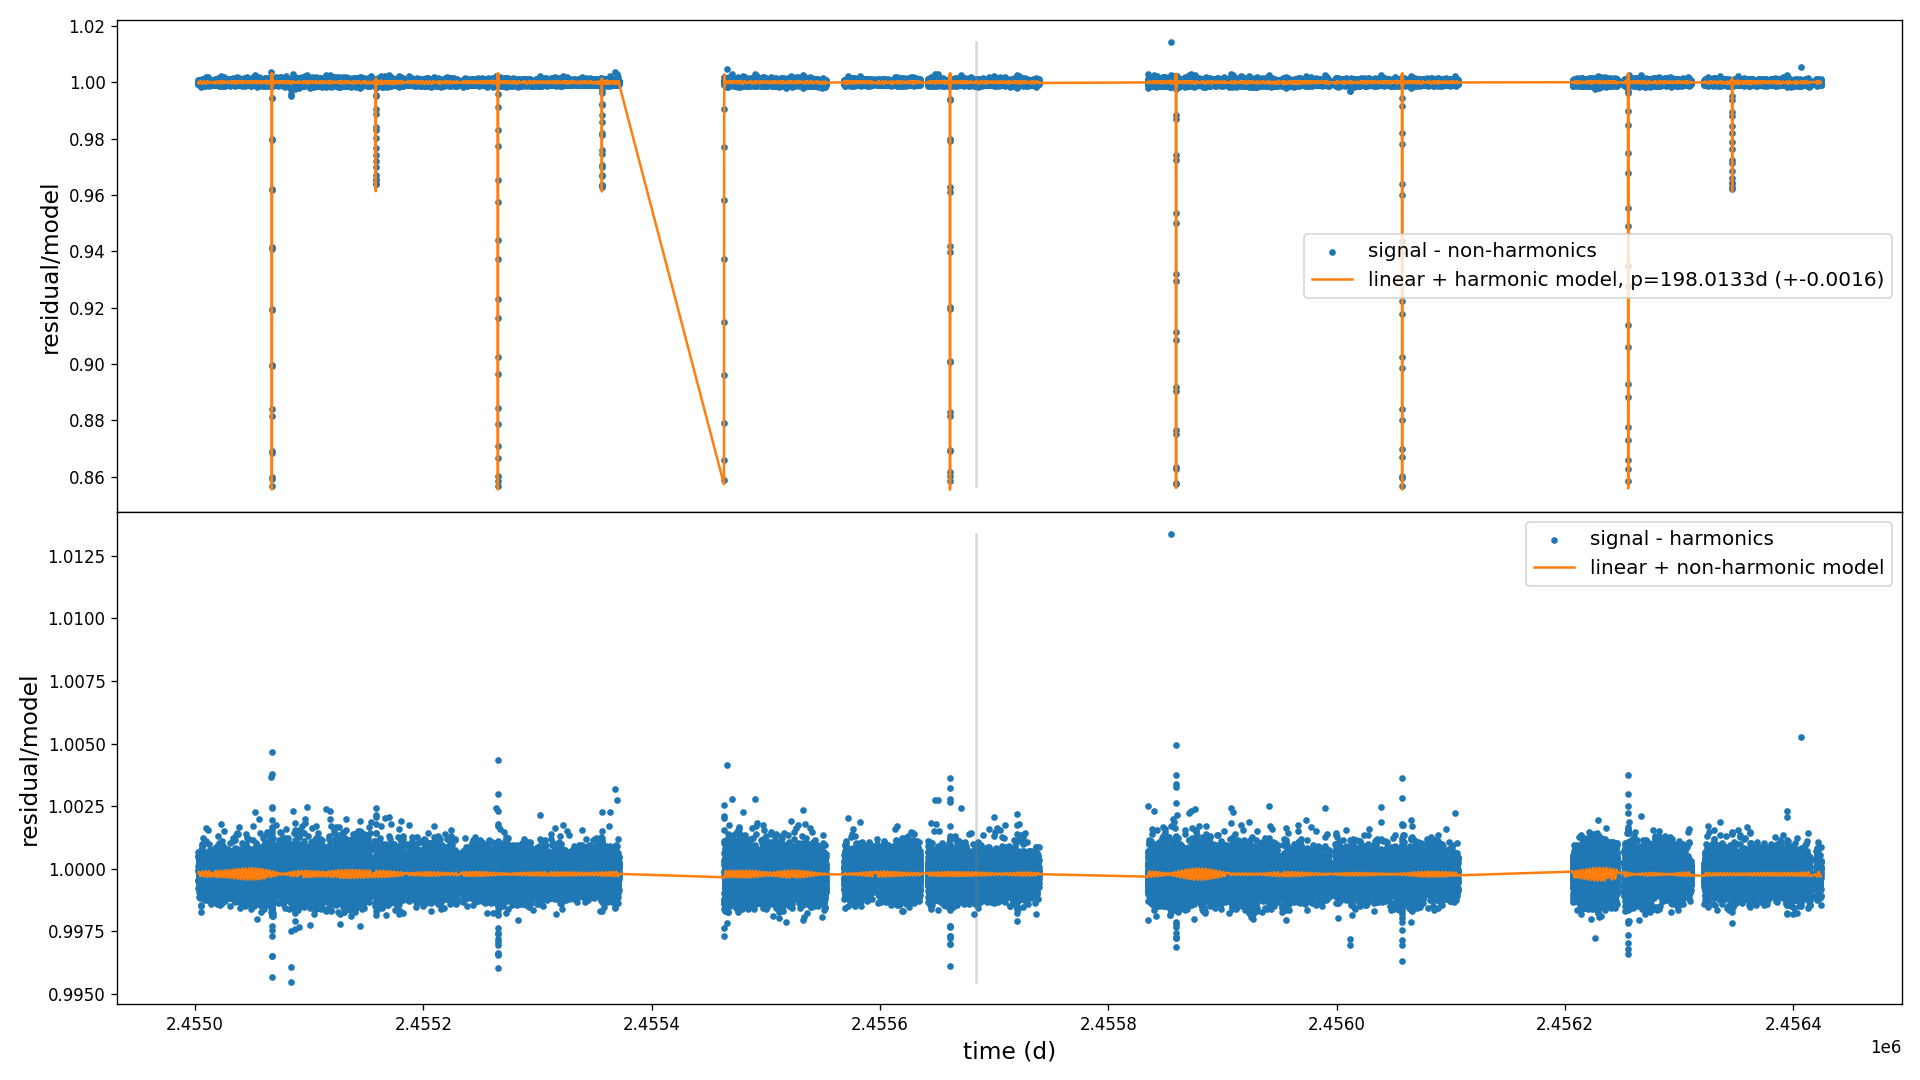 1.02
1.00
0.98
0.96
0.94
0.92
0.90
0.88
0.86
residual/model
signal - non-harmonics
linear + harmonic model, p=198.0133d (+-0.0016)
1.0125
1.0100
1.0075
1.0050
1.0025
1.0000
0.9975
0.9950
residual/model
signal - harmonics
linear + non-harmonic model
2.4550 2.4552 2.4554 2.4556 2.4558 2.4560 2.4562 2.4564
1e6
time (d)